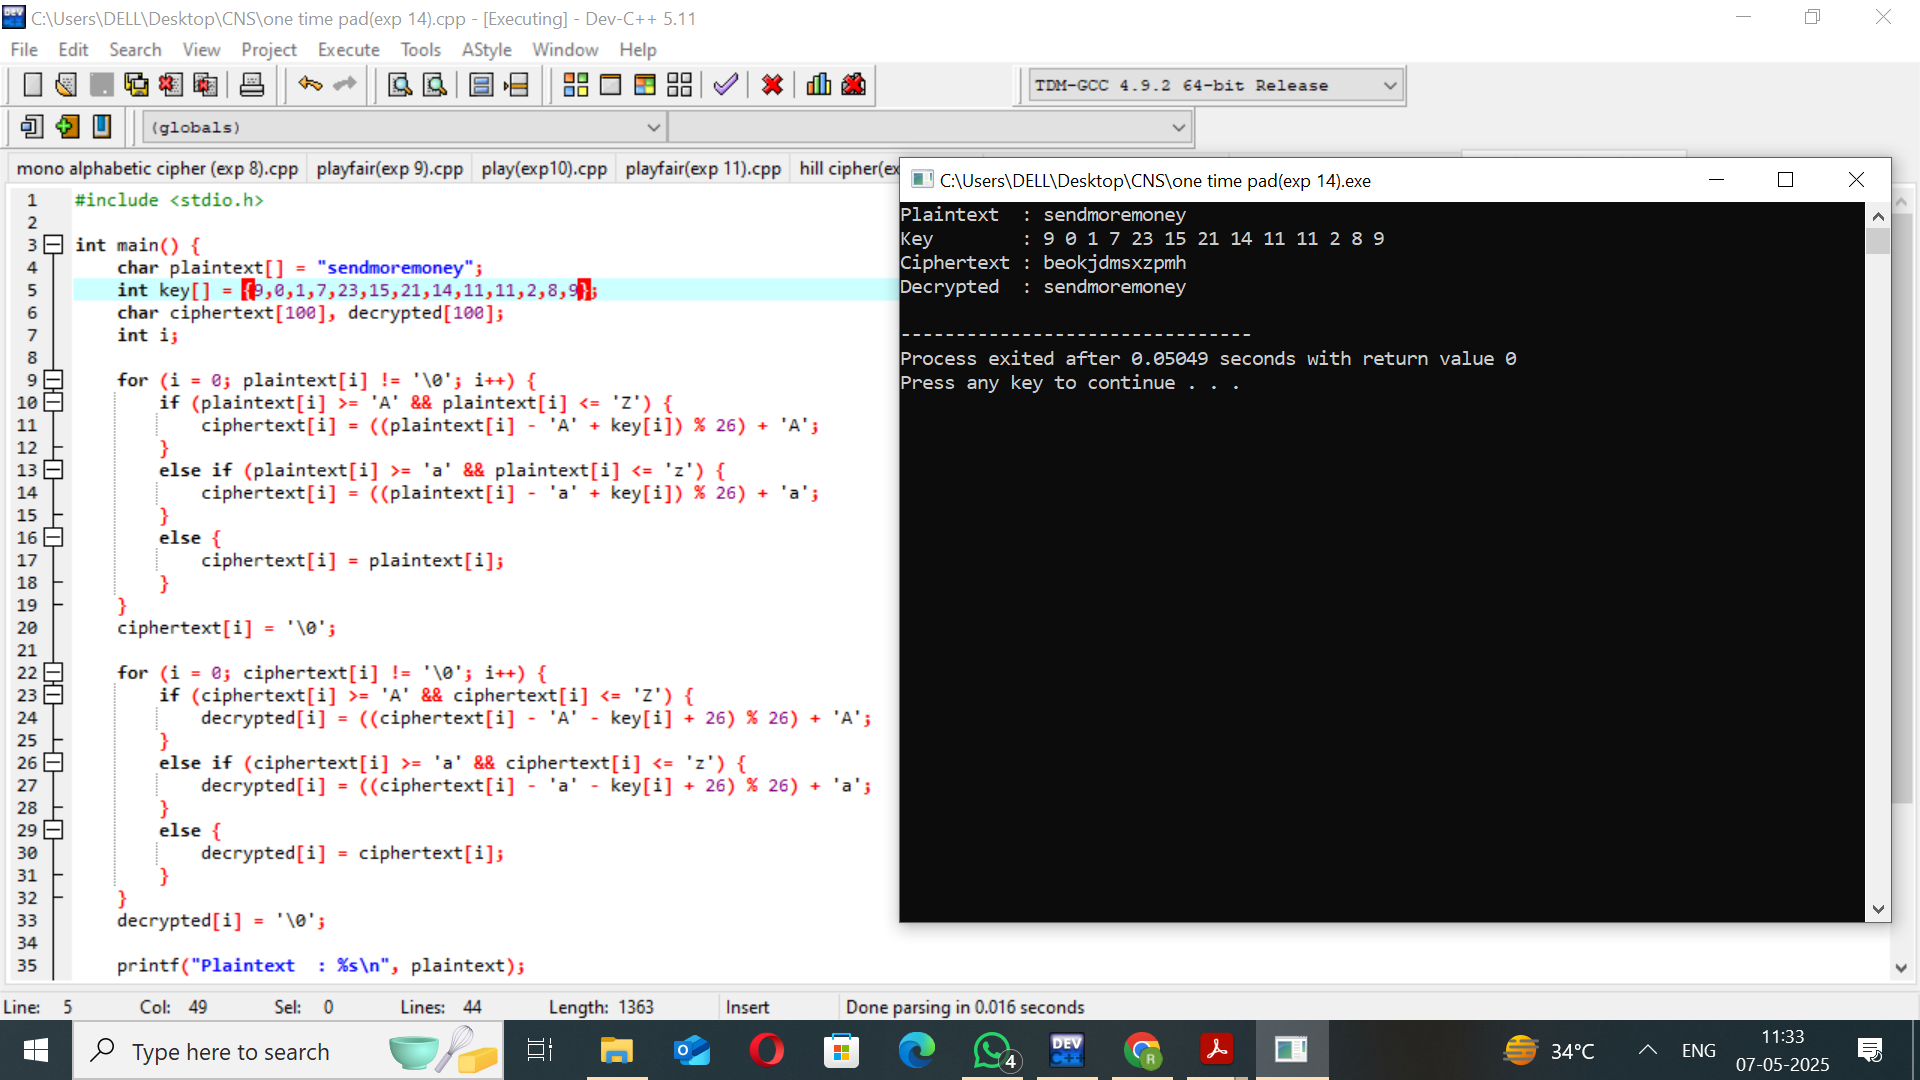 C:\Users\DELL\Desktop\CNS\one time pad(exp 14).cpp - [Executing] - Dev-C++ 5.11
File Edit Search View Project Execute Tools AStyle Window Help
TDM-GCC 4.9.2 64-bit Release
(globals)
mono alphabetic cipher (exp 8).cpp playfair(exp 9).cpp play(exp10).cpp playfair(exp 11).cpp hill cipher(ex
1 #include <stdio.h>
2
3 int main() {
4 char plaintext[] = "sendmoremoney";
5 int key[] = {9,0,1,7,23,15,21,14,11,11,2,8,9};
6 char ciphertext[100], decrypted[100];
7 int i;
8
9 for (i = 0; plaintext[i] != '\0'; i++) {
10 if (plaintext[i] >= 'A' && plaintext[i] <= 'Z') {
11 ciphertext[i] = ((plaintext[i] - 'A' + key[i]) % 26) + 'A';
12 }
13 else if (plaintext[i] >= 'a' && plaintext[i] <= 'z') {
14 ciphertext[i] = ((plaintext[i] - 'a' + key[i]) % 26) + 'a';
15 }
16 else {
17 ciphertext[i] = plaintext[i];
18 }
19 }
20 ciphertext[i] = '\0';
21
22 for (i = 0; ciphertext[i] != '\0'; i++) {
23 if (ciphertext[i] >= 'A' && ciphertext[i] <= 'Z') {
24 decrypted[i] = ((ciphertext[i] - 'A' - key[i] + 26) % 26) + 'A';
25 }
26 else if (ciphertext[i] >= 'a' && ciphertext[i] <= 'z') {
27 decrypted[i] = ((ciphertext[i] - 'a' - key[i] + 26) % 26) + 'a';
28 }
29 else {
30 decrypted[i] = ciphertext[i];
31 }
32 }
33 decrypted[i] = '\0';
34
35 printf("Plaintext  : %s\n", plaintext);
C:\Users\DELL\Desktop\CNS\one time pad(exp 14).exe
Plaintext  : sendmoremoney
Key        : 9 0 1 7 23 15 21 14 11 11 2 8 9
Ciphertext : beokjdmsxzpmh
Decrypted  : sendmoremoney
--------------------------------
Process exited after 0.05049 seconds with return value 0
Press any key to continue . . .
Line: 5 Col: 49 Sel: 0 Lines: 44 Length: 1363 Insert Done parsing in 0.016 seconds
Type here to search
4
DEV C++
R
34°C
ENG
11:33
07-05-2025